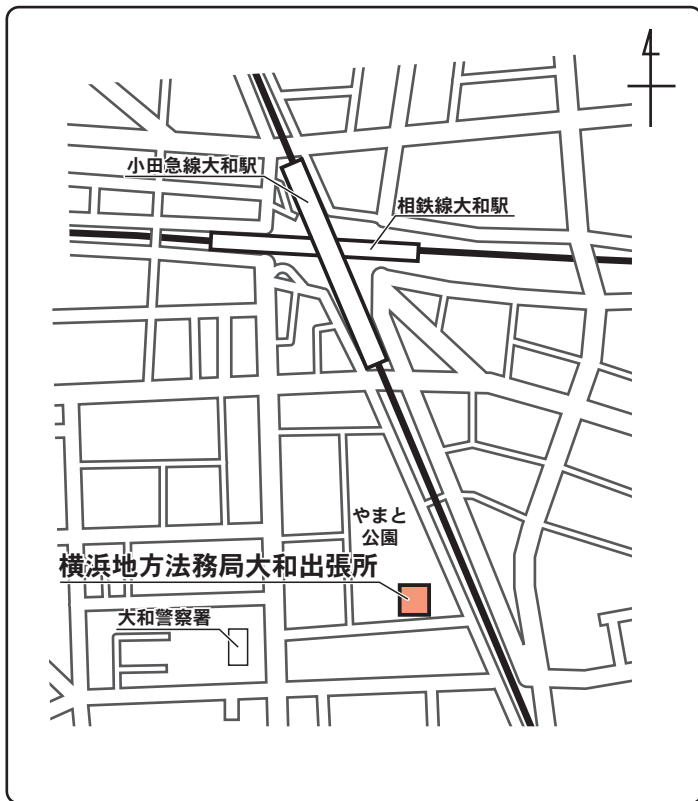 小田急線大和駅
相鉄線大和駅
やまと
公園
横浜地方法務局大和出張所
大和警察署